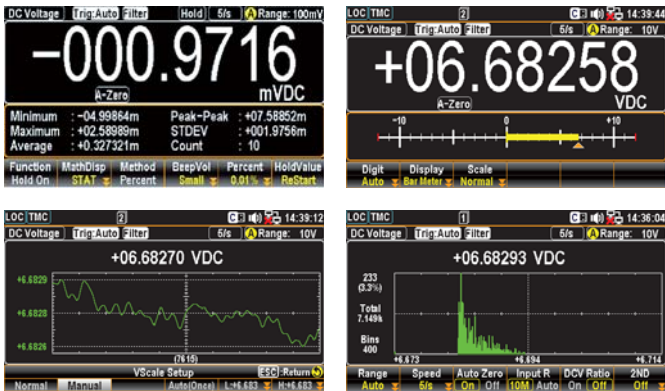 DC Voltage Trig:Auto Filter Hold 5/s A Range: 100mV
-000.9716
A-Zero mVDC
Minimum : -04.99864m Peak-Peak : +07.58852m
Maximum : +02.58989m STDEV : +001.9756m
Average : +0.327321m Count : 10
Function MathDisp Method BeepVol Percent HoldValue
Hold On STAT Percent Small 0.01% ReStart
LOC TMC 2 C 14:39:44
DC Voltage Trig:Auto Filter 5/s A Range: 10V
+06.68258
A-Zero VDC
-10 0 +10
Digit Display Scale
Auto Bar Meter Normal
LOC TMC 2 C 14:39:12
DC Voltage Trig:Auto Filter 5/s A Range: 10V
+06.68270 VDC
+6.6829
+6.6828
+6.6826
(7615)
VScale Setup ESC :Return
Normal Manual Auto(Once) L:+6.683 H:+6.683
LOC TMC 1 C 14:36:04
DC Voltage Trig:Auto Filter 5/s A Range: 10V
+06.68293 VDC
233
(3.3%)
Total
7.149k
Bins
400
+6.673 +6.694 +6.714
Range Speed Auto Zero Input R DCV Ratio 2ND
Auto 5/s On Off 10M Auto On Off Off